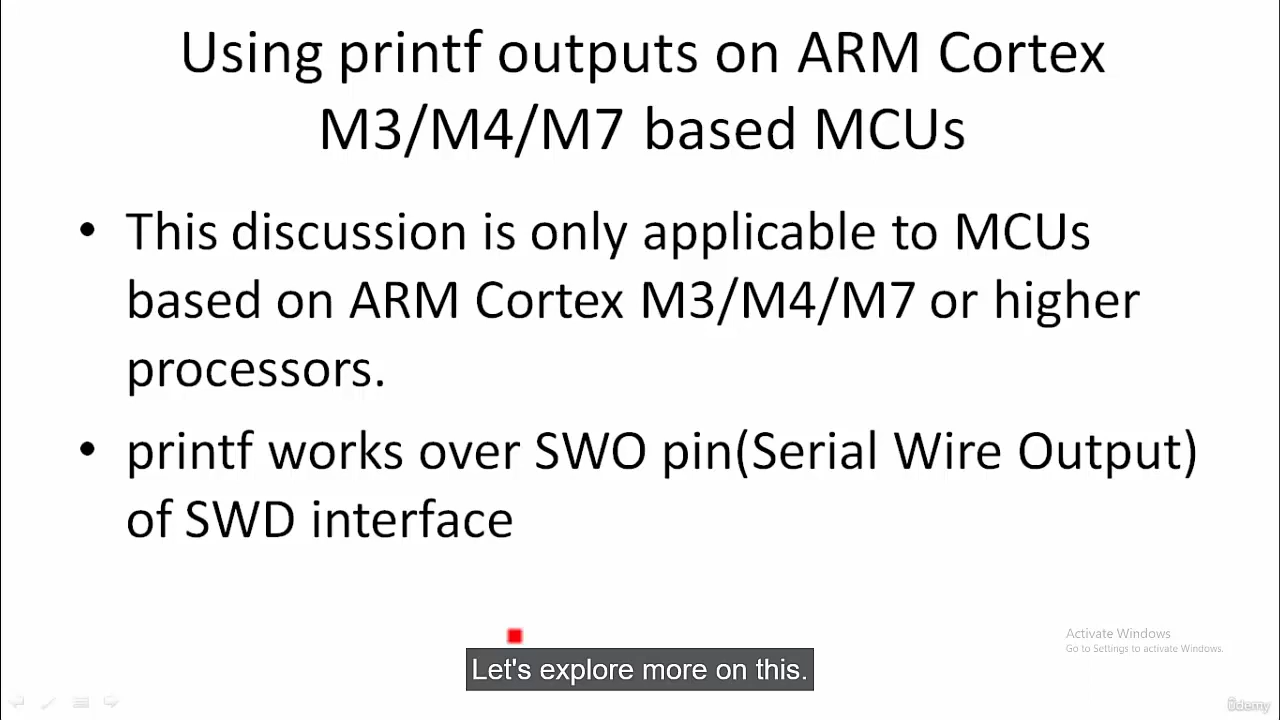 Using printf outputs on ARM Cortex
M3/M4/M7 based MCUs
• This discussion is only applicable to MCUs
based on ARM Cortex M3/M4/M7 or higher
processors.
• printf works over SWO pin(Serial Wire Output)
of SWD interface
Activate Windows
Go to Settings to activate Windows.
Let's explore more on this.
ûdemy